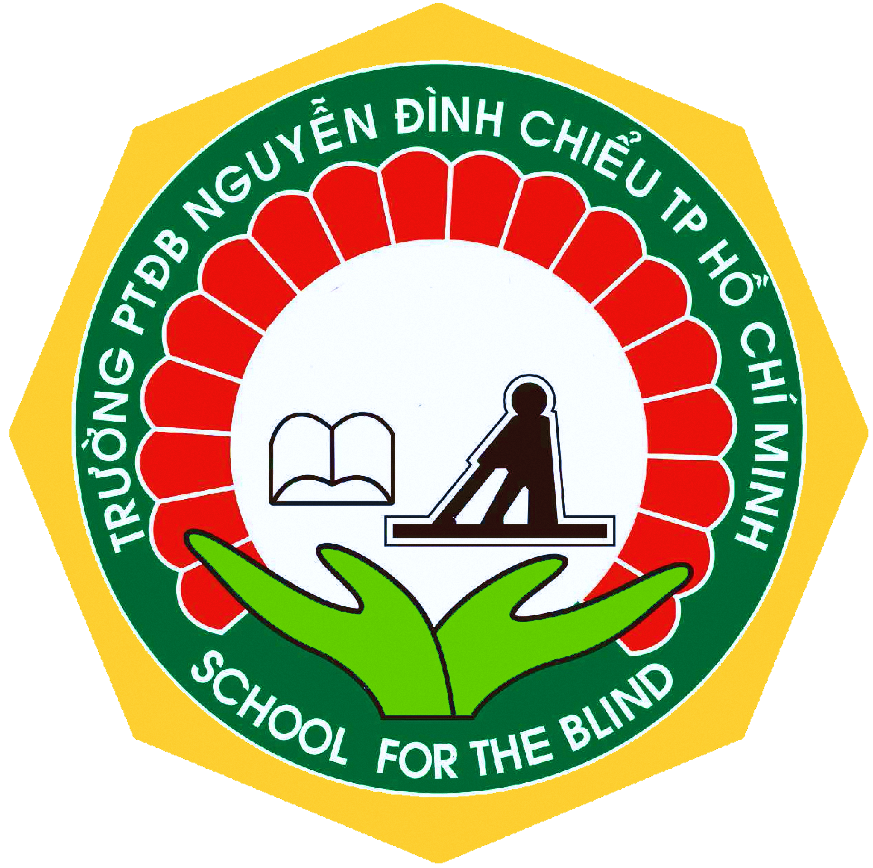 TRƯỜNG PTĐB NGUYỄN ĐÌNH CHIỂU TP HỒ CHÍ MINH
SCHOOL FOR THE BLIND